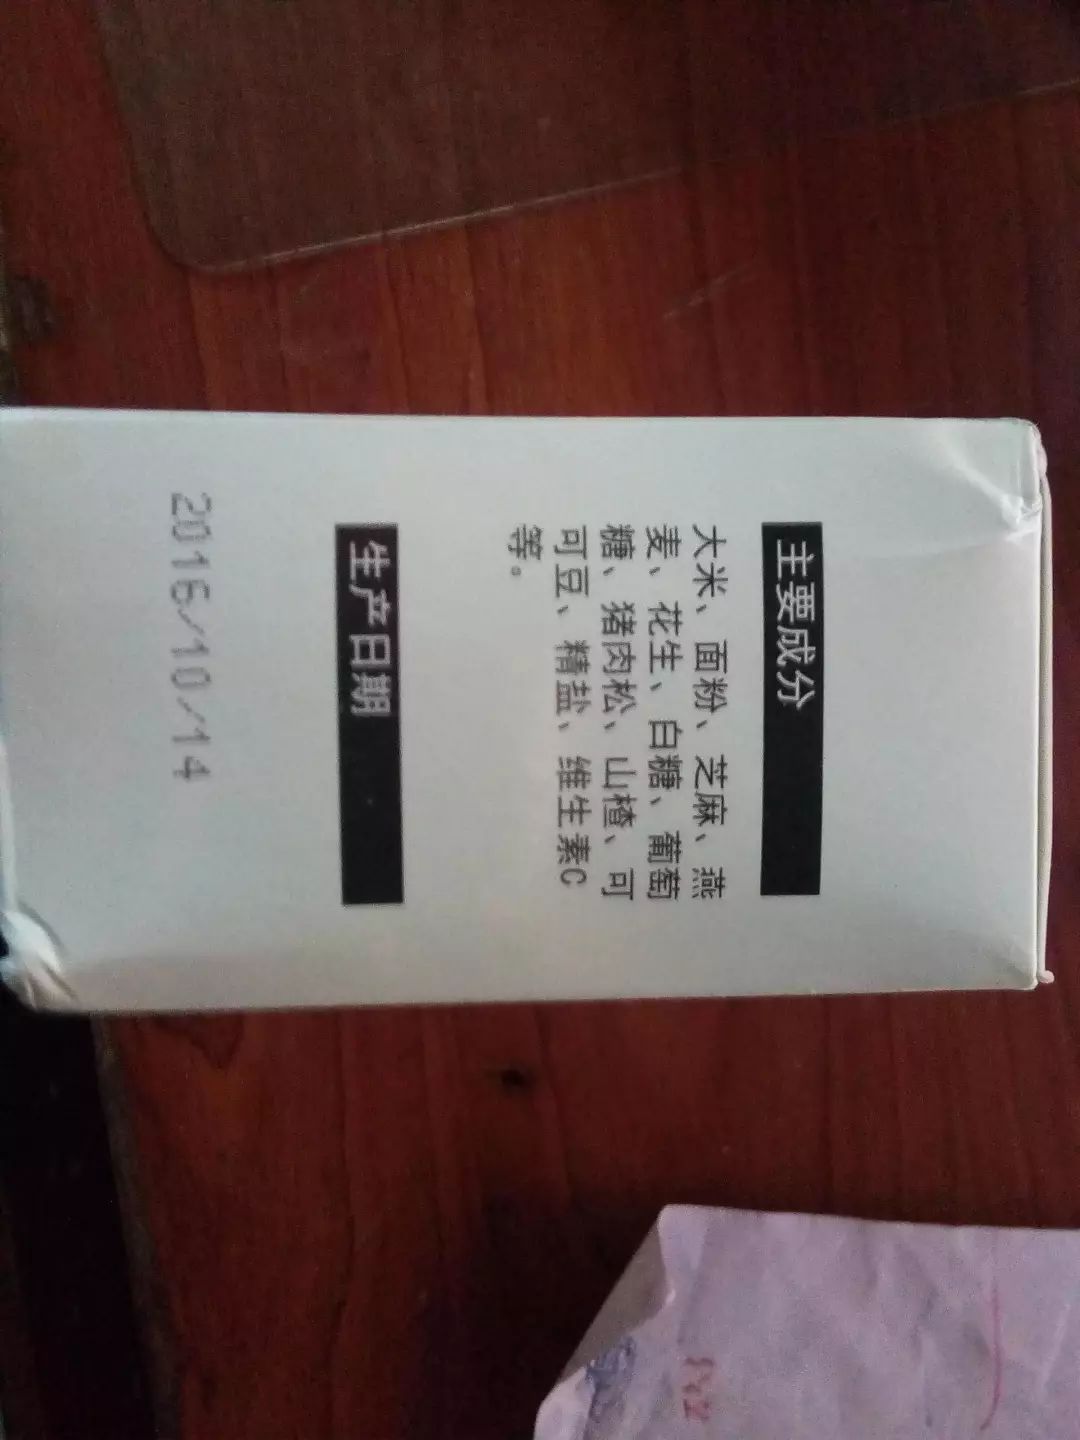 主要成分
大米、面粉、芝麻、燕
麦、花生、白糖、葡萄
糖、猪肉松、山楂、可
可豆、精盐、维生素C
等。
生产日期
2016/10/14